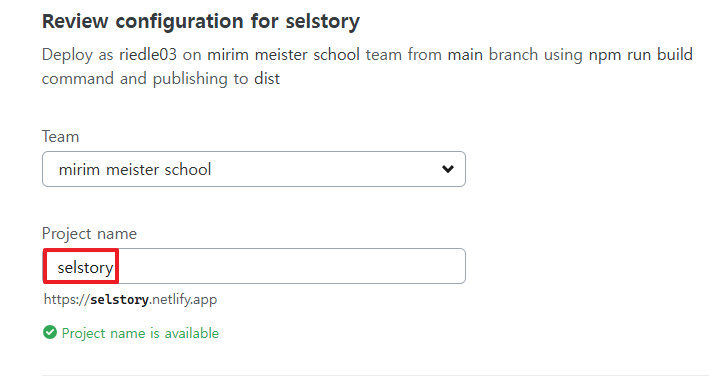 Review configuration for selstory
Deploy as riedle03 on mirim meister school team from main branch using npm run build
command and publishing to dist
Team
mirim meister school
Project name
selstory
https://selstory.netlify.app
Project name is available